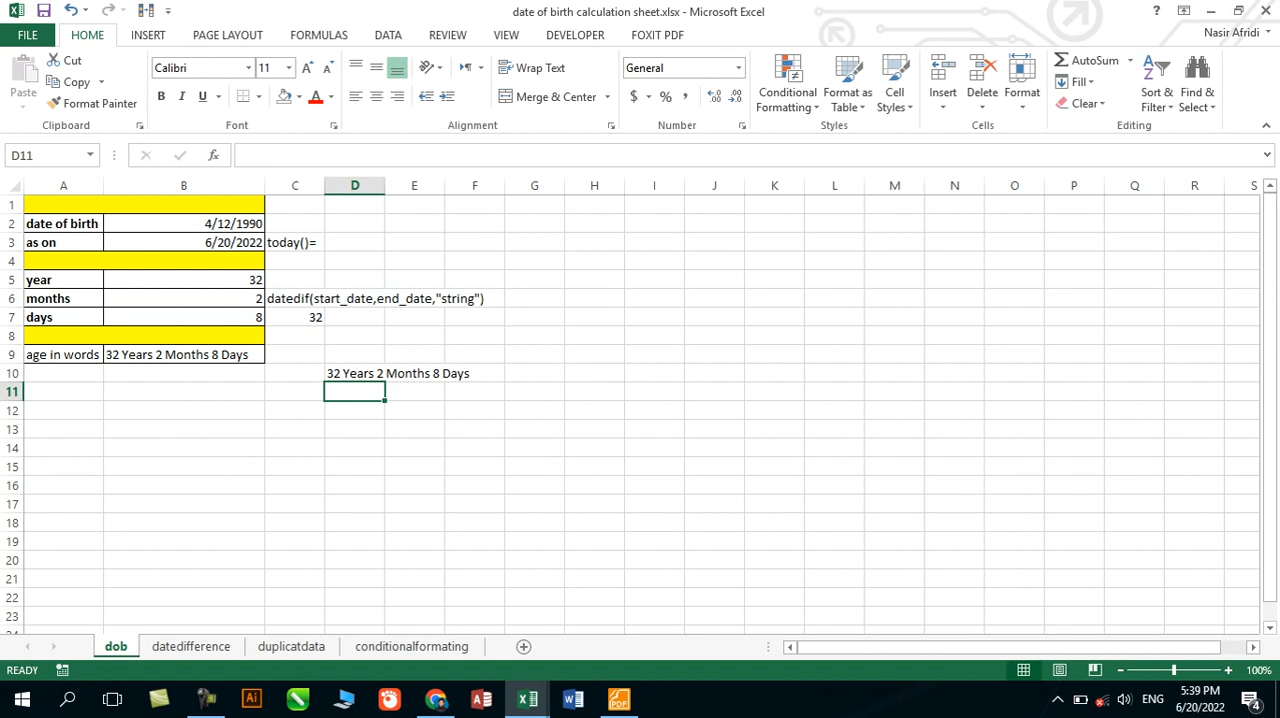 date of birth calculation sheet.xlsx - Microsoft Excel
?
FILE HOME INSERT PAGE LAYOUT FORMULAS DATA REVIEW VIEW DEVELOPER FOXIT PDF Nasir Afridi
Paste Cut Copy Format Painter
Calibri 11 A A
B I U A
Wrap Text
Merge & Center
General
$ % ,
Conditional Formatting Format as Table Cell Styles
Insert Delete Format
AutoSum Fill Clear
Sort & Filter Find & Select
Clipboard Font Alignment Number Styles Cells Editing
D11 fx
A B C D E F G H I J K L M N O P Q R S
1
2 date of birth 4/12/1990
3 as on 6/20/2022 today()=
4
5 year 32
6 months 2 datedif(start_date,end_date,"string")
7 days 8 32
8
9 age in words 32 Years 2 Months 8 Days
10 32 Years 2 Months 8 Days
11
12
13
14
15
16
17
18
19
20
21
22
23
24
dob datedifference duplicatdata conditionalformating
READY 100%
Ai A X W PDF ENG 5:39 PM
6/20/2022 4